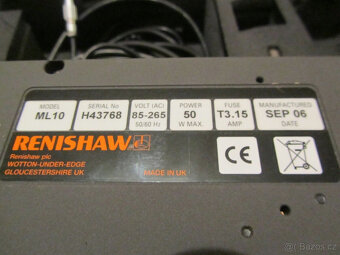 MODEL SERIAL No VOLT (AC) POWER FUSE MANUFACTURED
ML10 H43768 85-265 50 T3.15 SEP 06
50/60 Hz W MAX. AMP DATE
RENISHAW
Renishaw plc
WOTTON-UNDER-EDGE
GLOUCESTERSHIRE UK
MADE IN UK
CE
sbazar.cz